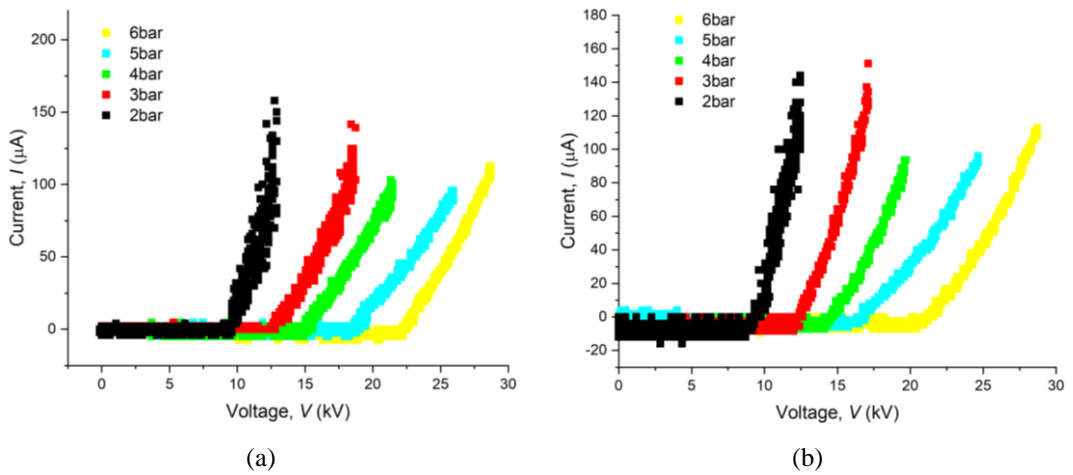 200
150
100
50
0
0
5
10
15
20
25
30
Current, I (μA)
Voltage, V (kV)
6bar
5bar
4bar
3bar
2bar
(a)
180
160
140
120
100
80
60
40
20
0
-20
0
5
10
15
20
25
30
Current, I (μA)
Voltage, V (kV)
6bar
5bar
4bar
3bar
2bar
(b)